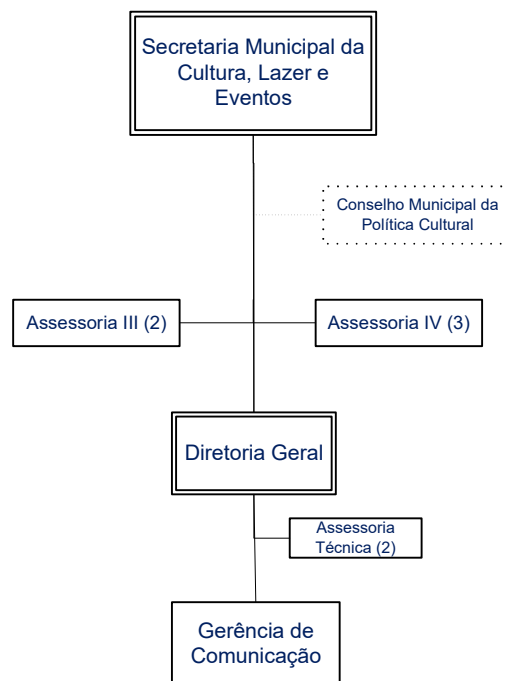 Secretaria Municipal da
Cultura, Lazer e
Eventos
Conselho Municipal da
Política Cultural
Assessoria III (2)
Assessoria IV (3)
Diretoria Geral
Assessoria
Técnica (2)
Gerência de
Comunicação